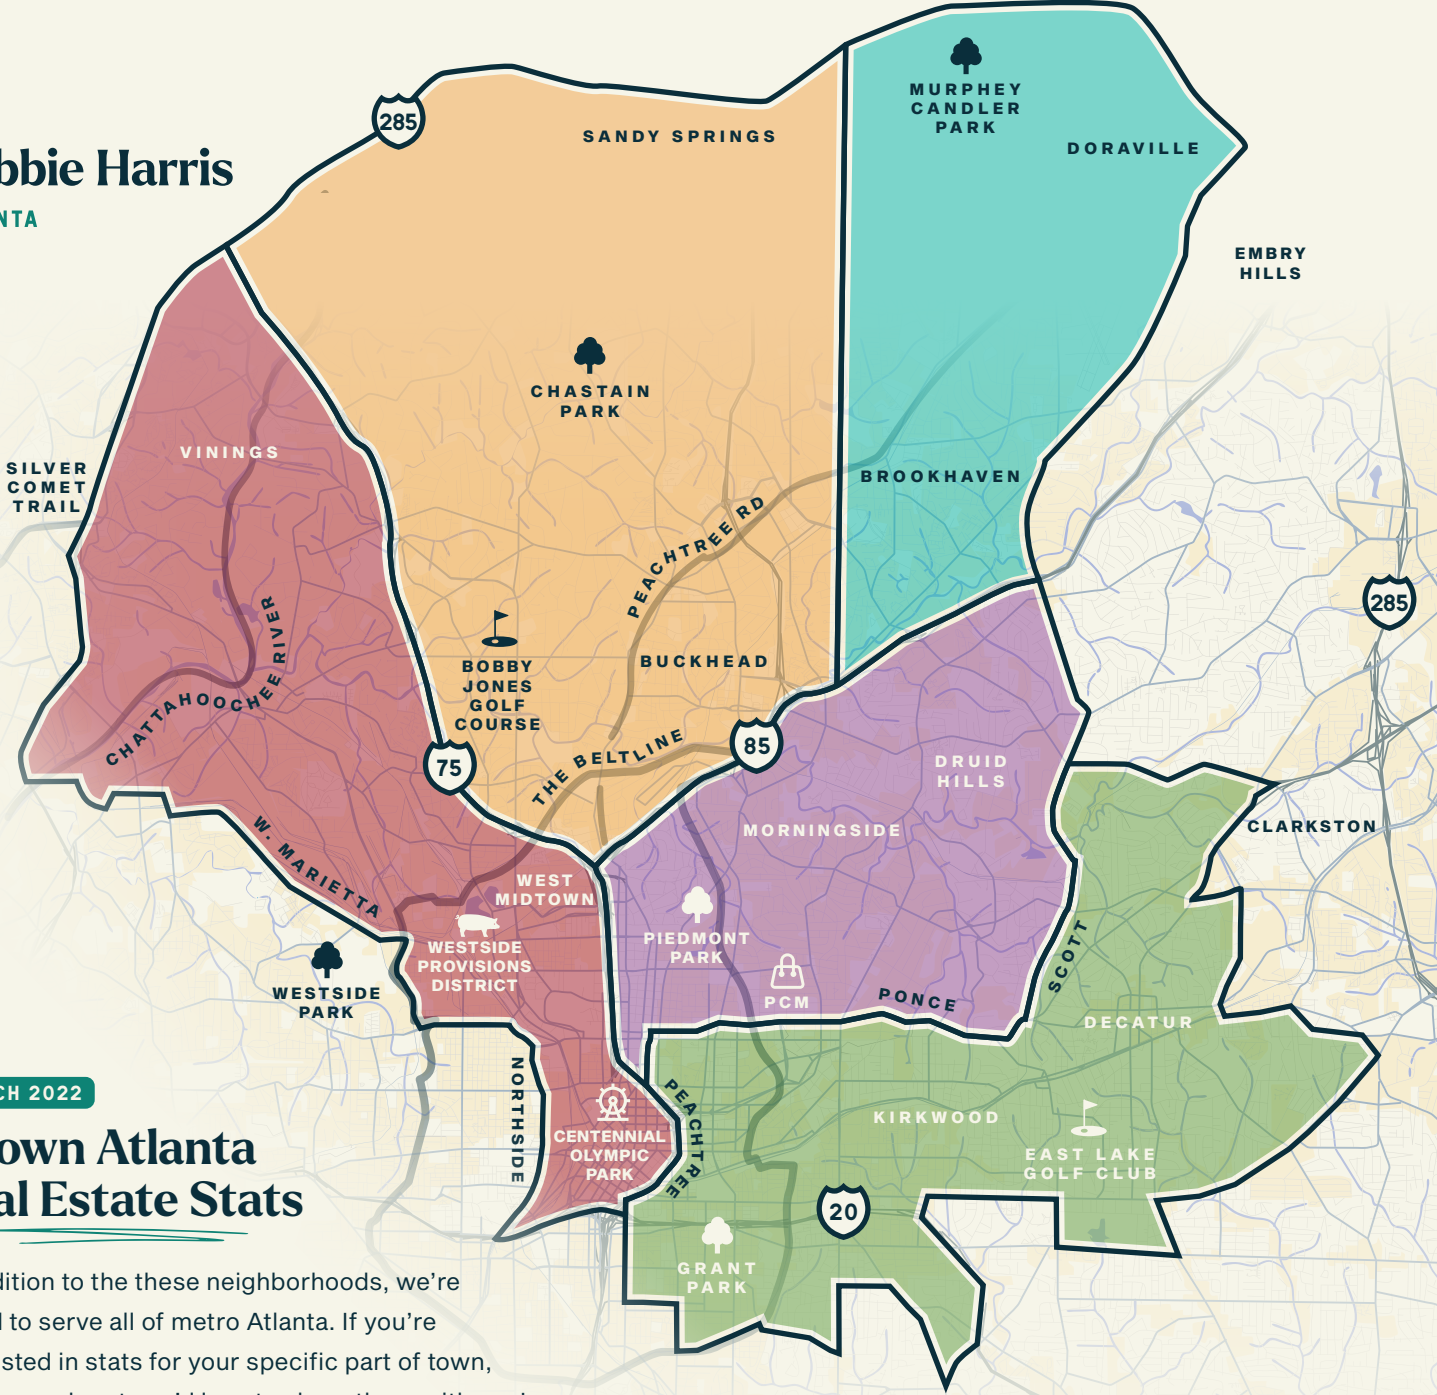 285
SANDY SPRINGS
MURPHEY
CANDLER
PARK
DORAVILLE
bbie Harris
NTA
EMBRY
HILLS
CHASTAIN
PARK
VININGS
SILVER
COMET
TRAIL
BROOKHAVEN
PEACHTREE RD
285
CHATTAHOOCHEE RIVER
BOBBY
JONES
GOLF
COURSE
BUCKHEAD
75
THE BELTLINE
85
DRUID
HILLS
MORNINGSIDE
CLARKSTON
W. MARIETTA
WEST
MIDTOWN
WESTSIDE
PROVISIONS
DISTRICT
PIEDMONT
PARK
PCM
PONCE
SCOTT
WESTSIDE
PARK
DECATUR
NORTHSIDE
CENTENNIAL
OLYMPIC
PARK
PEACHTREE
KIRKWOOD
EAST LAKE
GOLF CLUB
20
GRANT
PARK
CH 2022
own Atlanta
al Estate Stats
dition to the these neighborhoods, we're
d to serve all of metro Atlanta. If you're
sted in stats for your specific part of town,